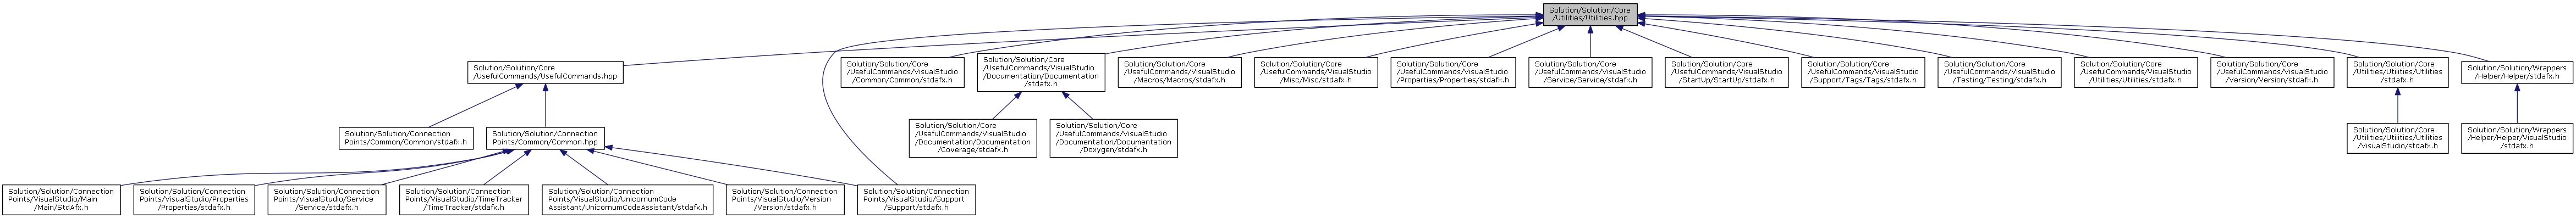 Solution/Solution/Core
/Utilities/Utilities.hpp
Solution/Solution/Core
/UsefulCommands/UsefulCommands.hpp
Solution/Solution/Core
/UsefulCommands/VisualStudio
/Common/Common/stdafx.h
Solution/Solution/Core
/UsefulCommands/VisualStudio
/Documentation/Documentation
/stdafx.h
Solution/Solution/Core
/UsefulCommands/VisualStudio
/Macros/Macros/stdafx.h
Solution/Solution/Core
/UsefulCommands/VisualStudio
/Misc/Misc/stdafx.h
Solution/Solution/Core
/UsefulCommands/VisualStudio
/Properties/Properties/stdafx.h
Solution/Solution/Core
/UsefulCommands/VisualStudio
/Service/Service/stdafx.h
Solution/Solution/Core
/UsefulCommands/VisualStudio
/StartUp/StartUp/stdafx.h
Solution/Solution/Core
/UsefulCommands/VisualStudio
/Support/Tags/Tags/stdafx.h
Solution/Solution/Core
/UsefulCommands/VisualStudio
/Testing/Testing/stdafx.h
Solution/Solution/Core
/UsefulCommands/VisualStudio
/Utilities/Utilities/stdafx.h
Solution/Solution/Core
/UsefulCommands/VisualStudio
/Version/Version/stdafx.h
Solution/Solution/Core
/Utilities/Utilities/Utilities
/stdafx.h
Solution/Solution/Wrappers
/Helper/Helper/stdafx.h
Solution/Solution/Connection
Points/Common/Common/stdafx.h
Solution/Solution/Connection
Points/Common/Common.hpp
Solution/Solution/Core
/UsefulCommands/VisualStudio
/Documentation/Documentation
/Coverage/stdafx.h
Solution/Solution/Core
/UsefulCommands/VisualStudio
/Documentation/Documentation
/Doxygen/stdafx.h
Solution/Solution/Core
/Utilities/Utilities/Utilities
/VisualStudio/stdafx.h
Solution/Solution/Wrappers
/Helper/Helper/VisualStudio
/stdafx.h
Solution/Solution/Connection
Points/VisualStudio/Main
/Main/StdAfx.h
Solution/Solution/Connection
Points/VisualStudio/Properties
/Properties/stdafx.h
Solution/Solution/Connection
Points/VisualStudio/Service
/Service/stdafx.h
Solution/Solution/Connection
Points/VisualStudio/TimeTracker
/TimeTracker/stdafx.h
Solution/Solution/Connection
Points/VisualStudio/UnicornumCode
Assistant/UnicornumCodeAssistant/stdafx.h
Solution/Solution/Connection
Points/VisualStudio/Version
/Version/stdafx.h
Solution/Solution/Connection
Points/VisualStudio/Support
/Support/stdafx.h